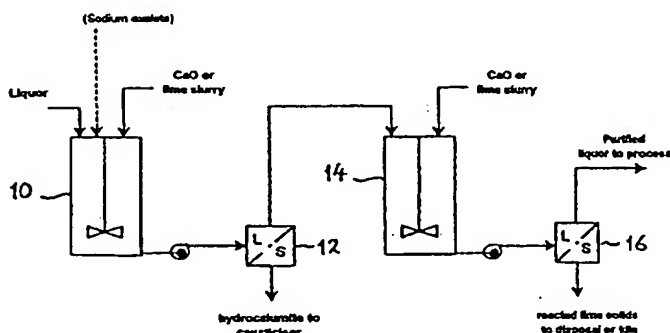 (Sodium oxalate)
Liquor
CaO or
lime slurry
CaO or
lime slurry
Purified
liquor to process
10
14
L
S
12
L
S
16
hydrocalumite to
causticiser
reacted lime solids
to disposal or kiln